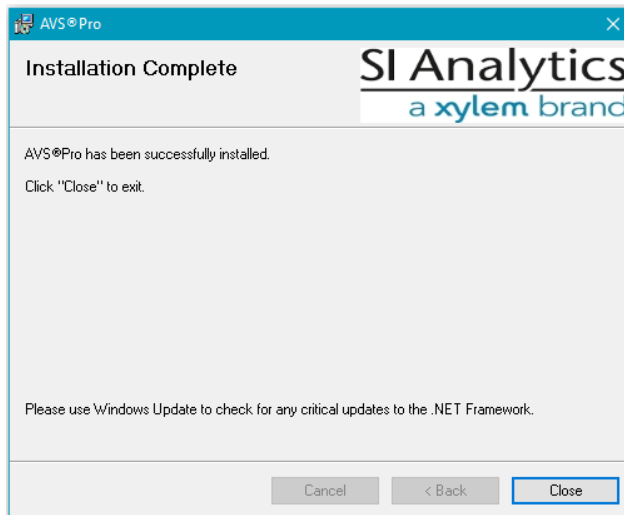 AVS®Pro
Installation Complete
SI Analytics
a xylem brand
AVS®Pro has been successfully installed.
Click "Close" to exit.
Please use Windows Update to check for any critical updates to the .NET Framework.
Cancel
< Back
Close